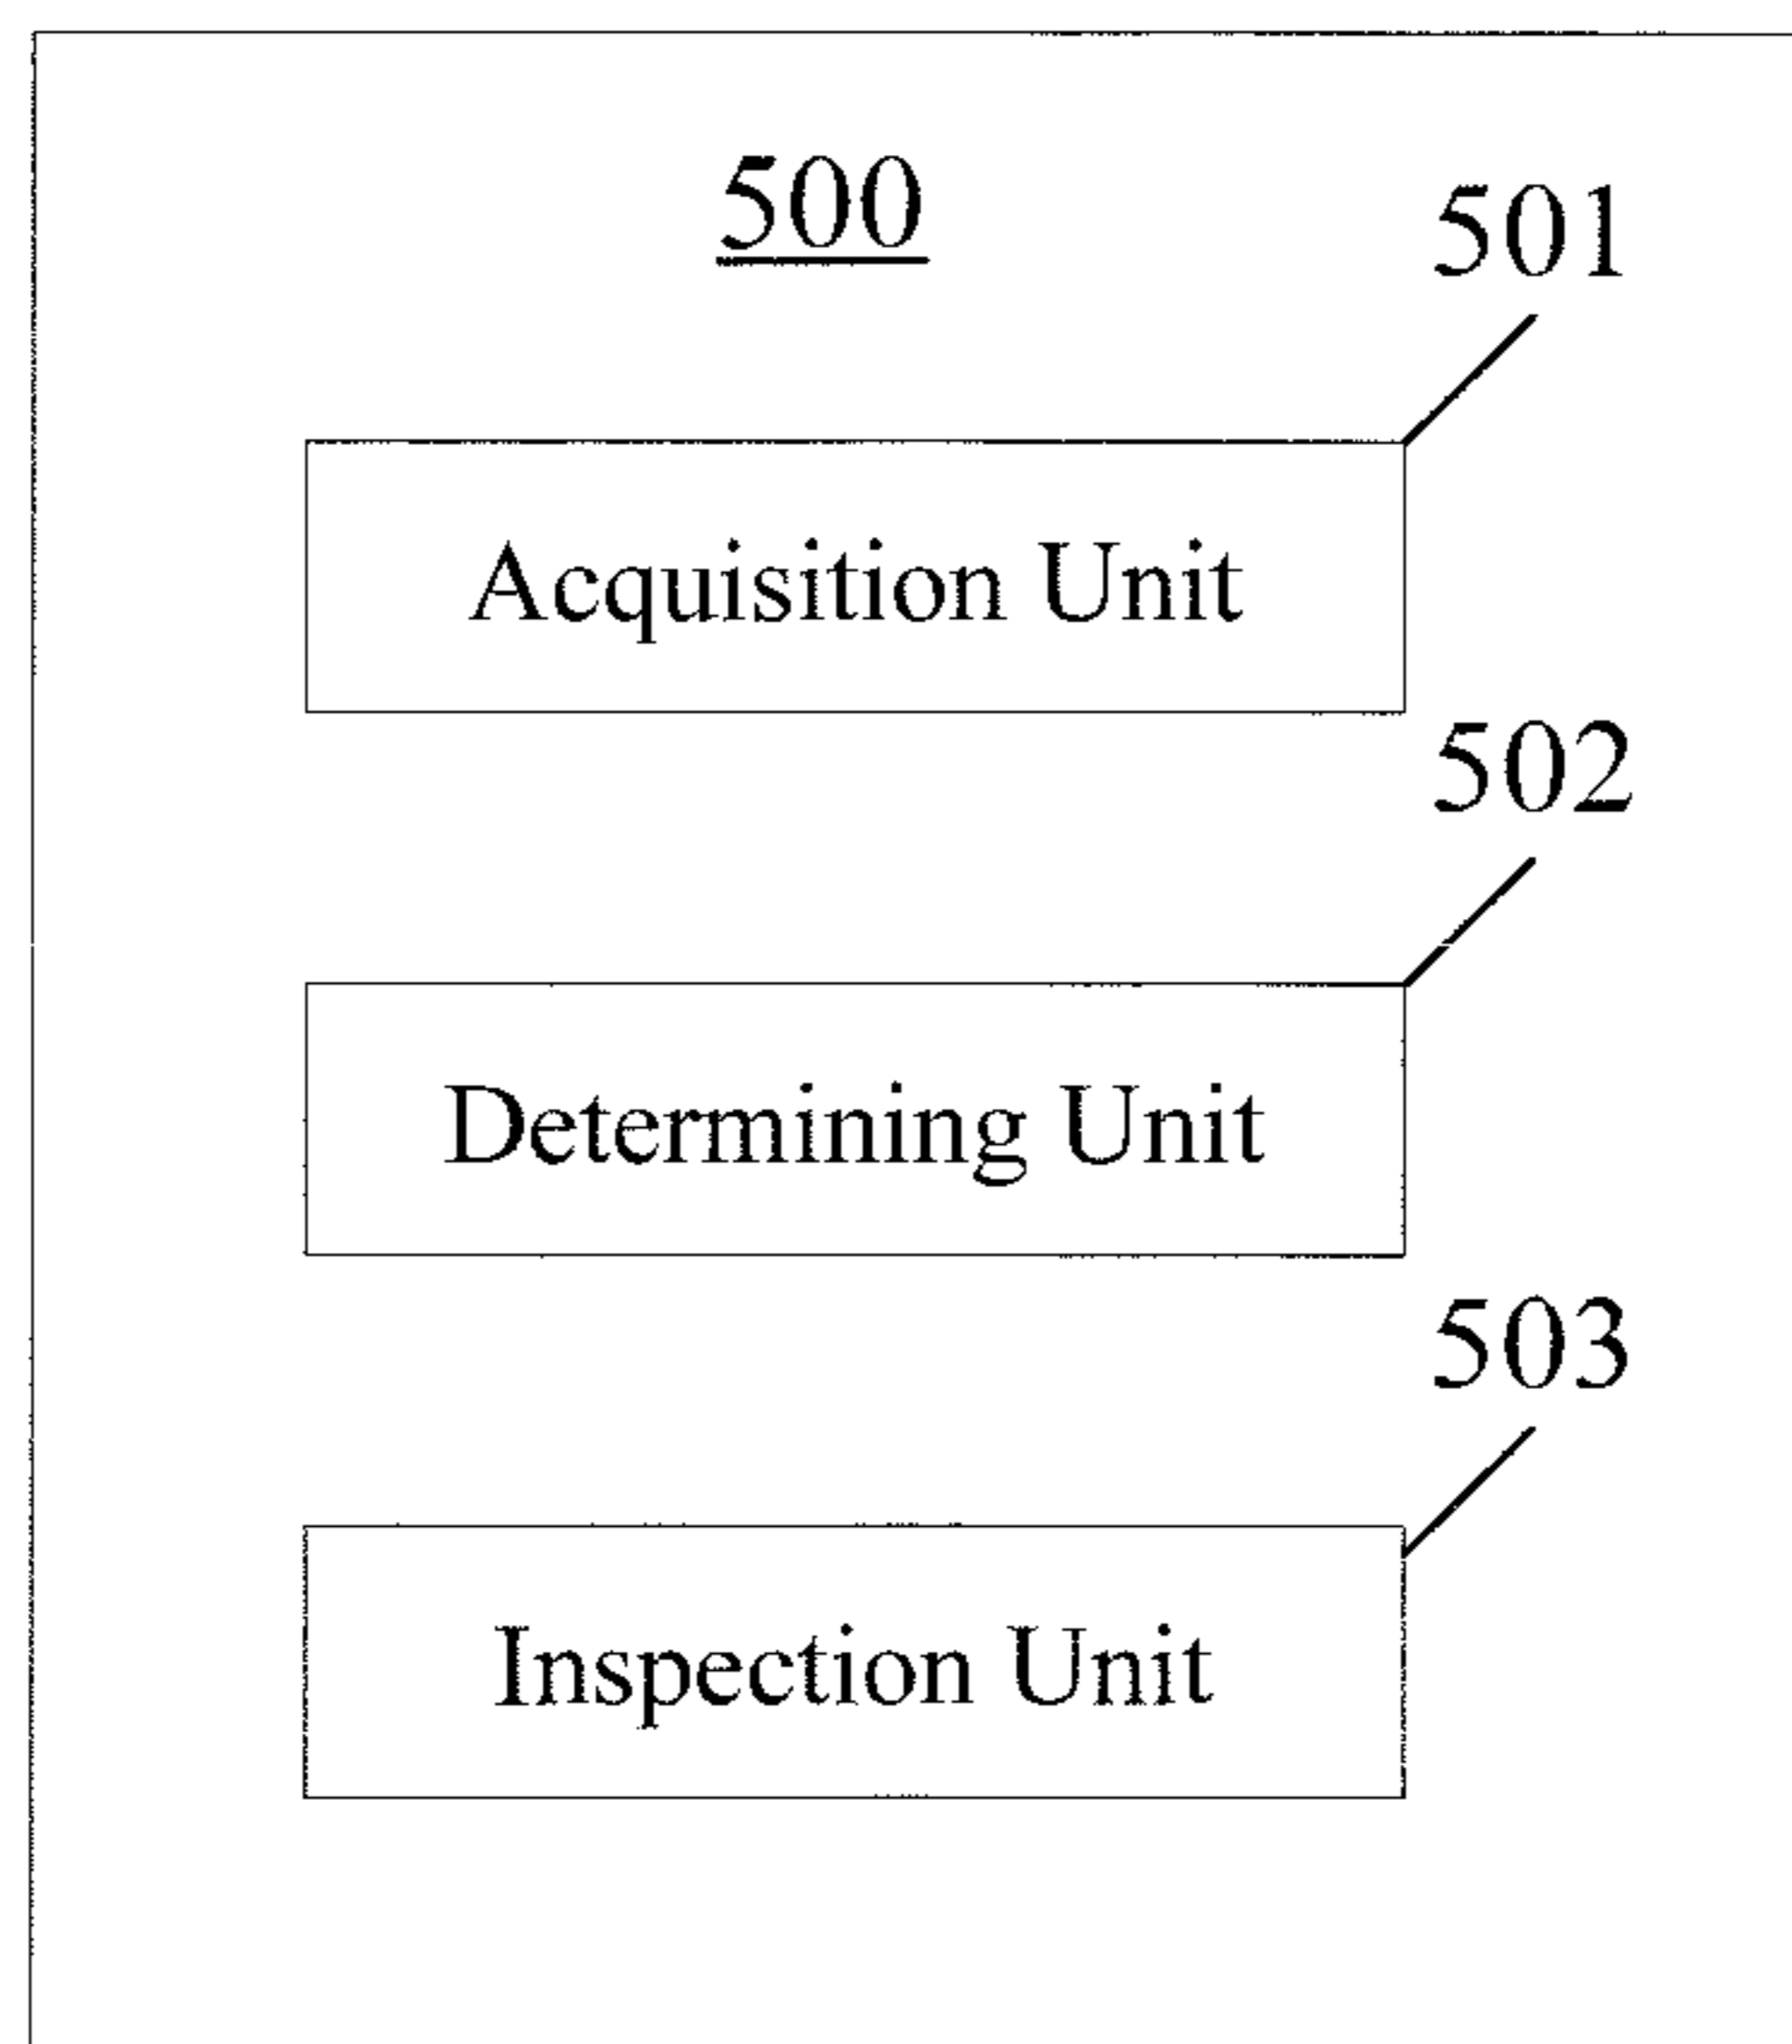 500
501
Acquisition Unit
502
Determining Unit
503
Inspection Unit